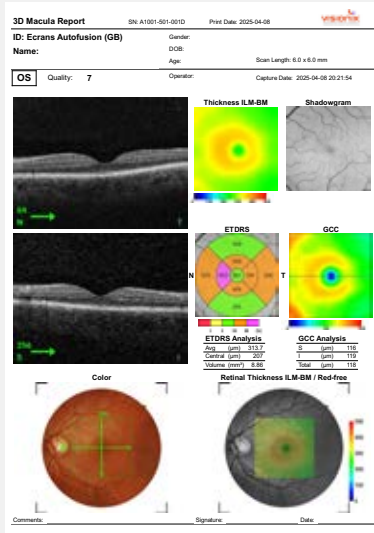 3D Macula Report SN: A1001-501-001D Print Date: 2025-04-08 VISIONIX
ID: Ecrans Autofusion (GB) Gender:
Name: DOB:
Age: Scan Length: 6.0 x 6.0 mm
OS Quality: 7 Operator: Capture Date: 2025-04-08 20:21:54
Thickness ILM-BM Shadowgram
N T
ETDRS GCC
N T
256
S I
ETDRS Analysis GCC Analysis
Avg (µm) 313.7 S (µm) 116
Central (µm) 207 I (µm) 119
Volume (mm³) 8.86 Total (µm) 118
Color Retinal Thickness ILM-BM / Red-free
Comments: Signature: Date: